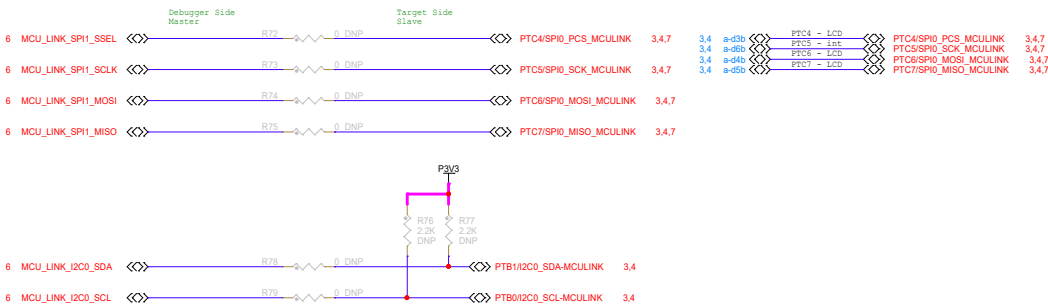 Debugger Side
Master
Target Side
Slave
6 MCU_LINK_SPI1_SSEL R72 0 DNP PTC4/SPI0_PCS_MCULINK 3,4,7
6 MCU_LINK_SPI1_SCLK R73 0 DNP PTC5/SPI0_SCK_MCULINK 3,4,7
6 MCU_LINK_SPI1_MOSI R74 0 DNP PTC6/SPI0_MOSI_MCULINK 3,4,7
6 MCU_LINK_SPI1_MISO R75 0 DNP PTC7/SPI0_MISO_MCULINK 3,4,7
3,4 a-d3b PTC4 - LCD PTC4/SPI0_PCS_MCULINK 3,4,7
3,4 a-d6b PTC5 - int PTC5/SPI0_SCK_MCULINK 3,4,7
3,4 a-d4b PTC6 - LCD PTC6/SPI0_MOSI_MCULINK 3,4,7
3,4 a-d5b PTC7 - LCD PTC7/SPI0_MISO_MCULINK 3,4,7
P3V3
R76
2.2K
DNP
R77
2.2K
DNP
6 MCU_LINK_I2C0_SDA R78 0 DNP PTB1/I2C0_SDA-MCULINK 3,4
6 MCU_LINK_I2C0_SCL R79 0 DNP PTB0/I2C0_SCL-MCULINK 3,4